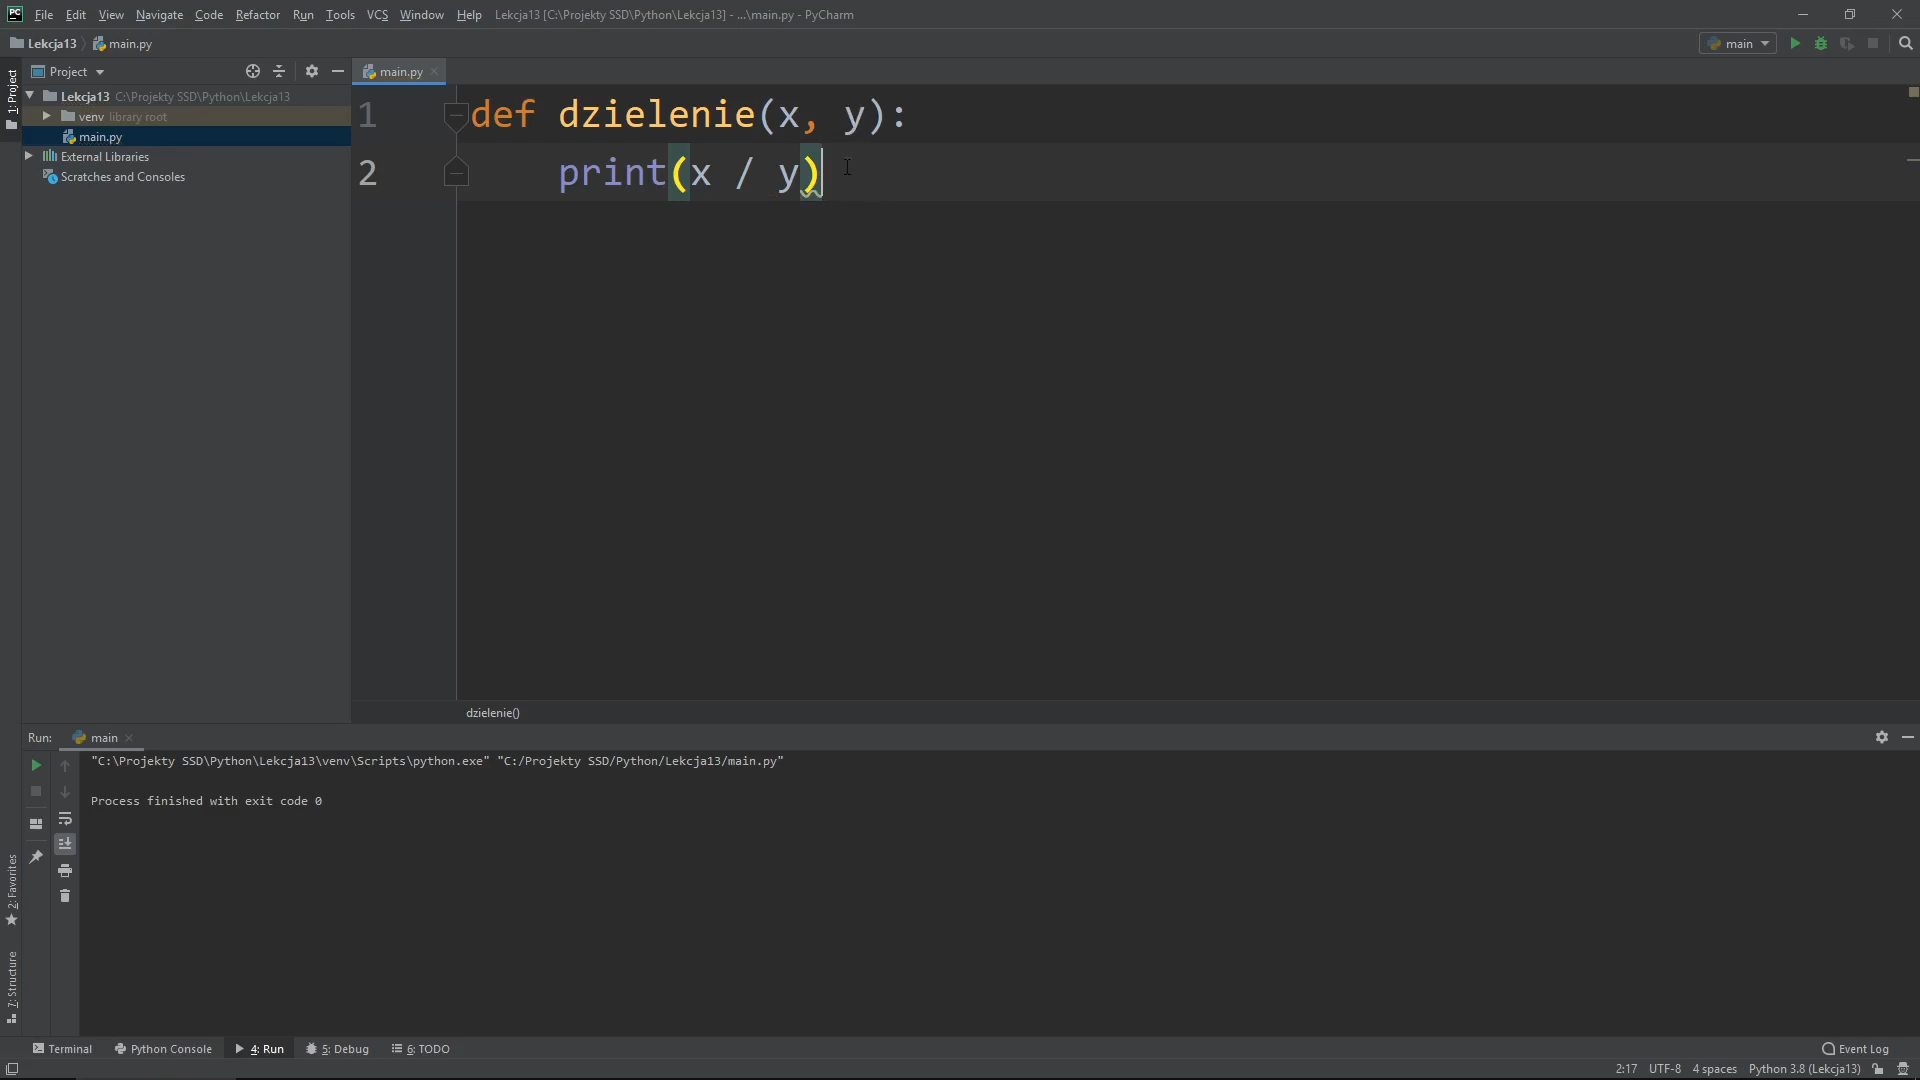 PC File Edit View Navigate Code Refactor Run Tools VCS Window Help Lekcja13 [C:\Projekty SSD\Python\Lekcja13] - ...\main.py - PyCharm
Lekcja13 main.py main
1: Project Project main.py
Lekcja13 C:\Projekty SSD\Python\Lekcja13
venv library root
main.py
External Libraries
Scratches and Consoles
1 def dzielenie(x, y):
2 print(x / y)
dzielenie()
Run: main
"C:\Projekty SSD\Python\Lekcja13\venv\Scripts\python.exe" "C:/Projekty SSD/Python/Lekcja13/main.py"
Process finished with exit code 0
2: Favorites
7: Structure
Terminal Python Console 4: Run 5: Debug 6: TODO Event Log
2:17 UTF-8 4 spaces Python 3.8 (Lekcja13)